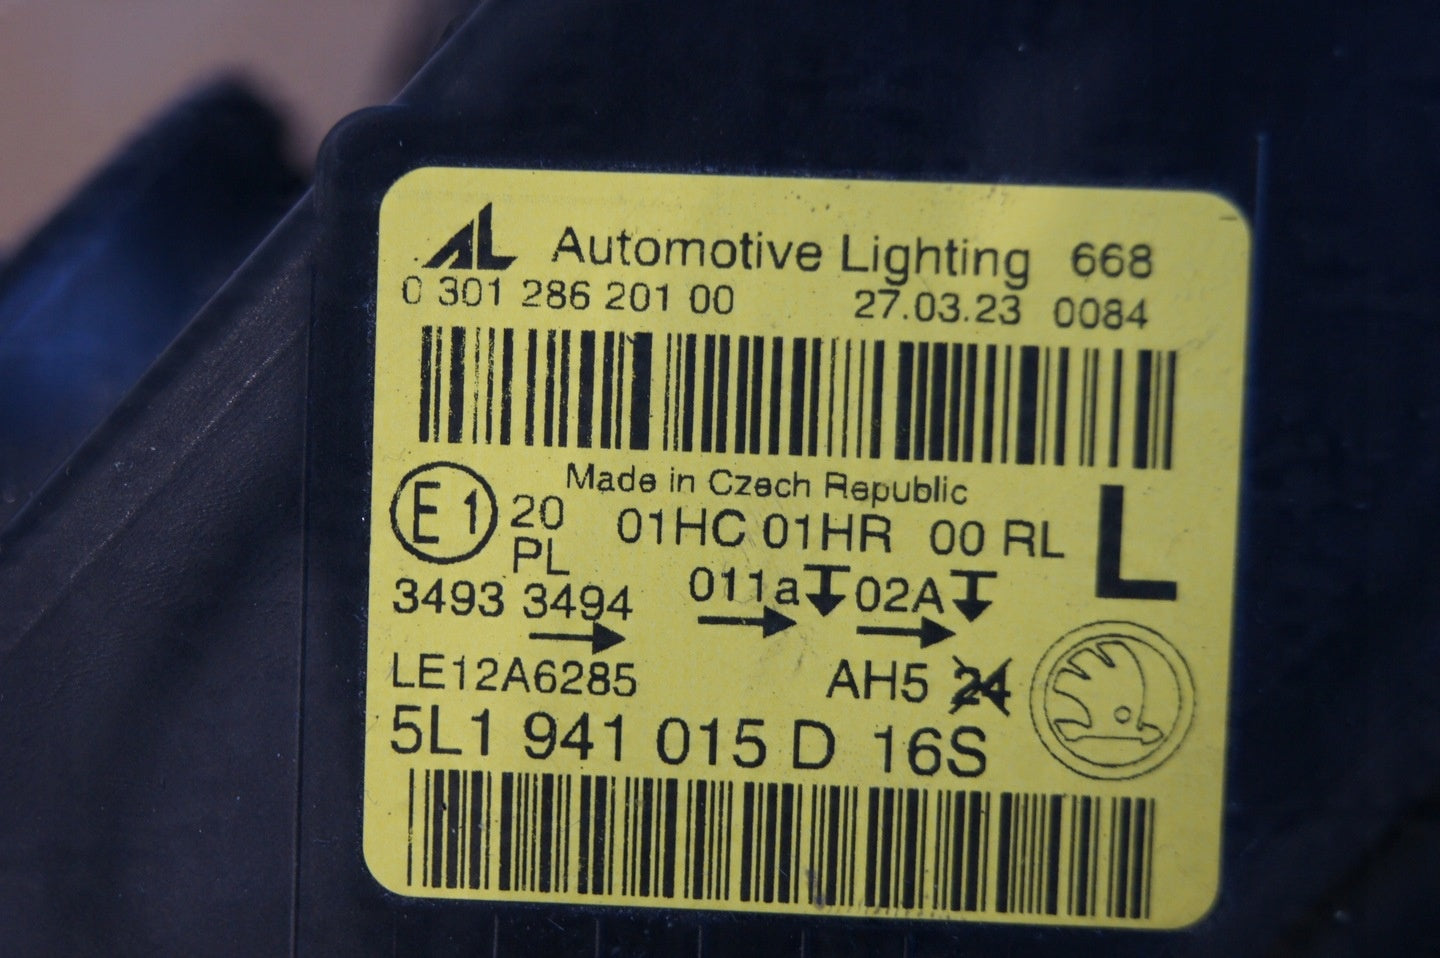 AL Automotive Lighting 668
0 301 286 201 00 27.03.23 0084
Made in Czech Republic
E1 20 01HC 01HR 00 RL L
PL
3493 3494 011a 02A
LE12A6285 AH5 24
5L1 941 015 D 16S